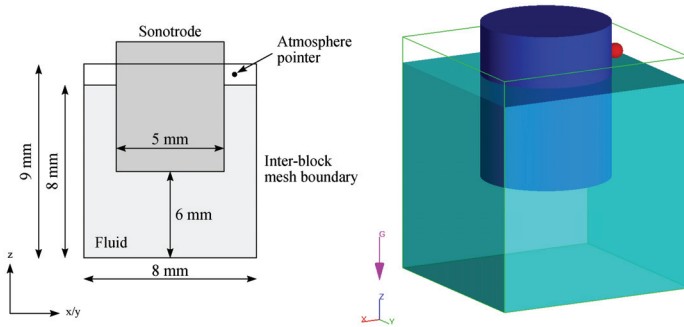 Sonotrode
Atmosphere
pointer
5 mm
9 mm
8 mm
Inter-block
mesh boundary
6 mm
Fluid
8 mm
z
x/y
G
Z
X
Y